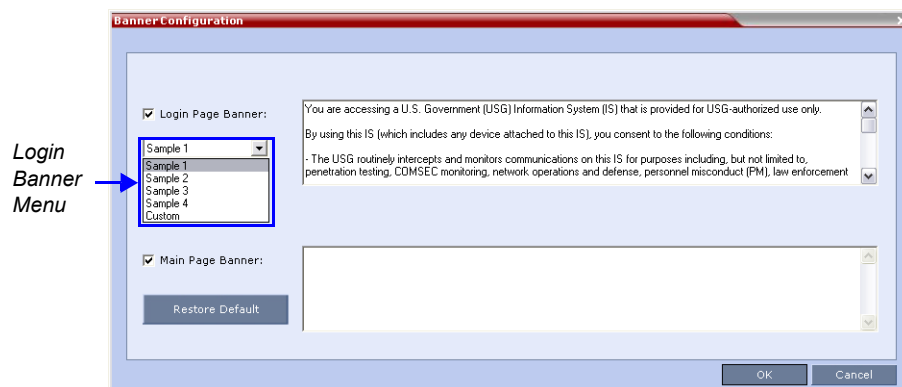 Banner Configuration
Login Page Banner:
You are accessing a U.S. Government (USG) Information System (IS) that is provided for USG-authorized use only.
By using this IS (which includes any device attached to this IS), you consent to the following conditions:
- The USG routinely intercepts and monitors communications on this IS for purposes including, but not limited to,
penetration testing, COMSEC monitoring, network operations and defense, personnel misconduct (PM), law enforcement
Sample 1
Sample 1
Sample 2
Sample 3
Sample 4
Custom
Login
Banner
Menu
Main Page Banner:
Restore Default
OK
Cancel